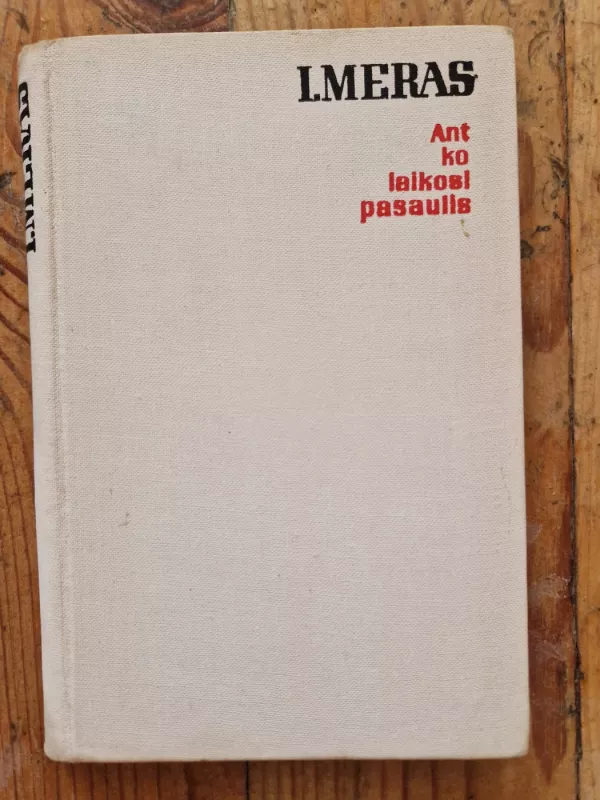 I.MERAS
Ant
ko
laikosi
pasaulis